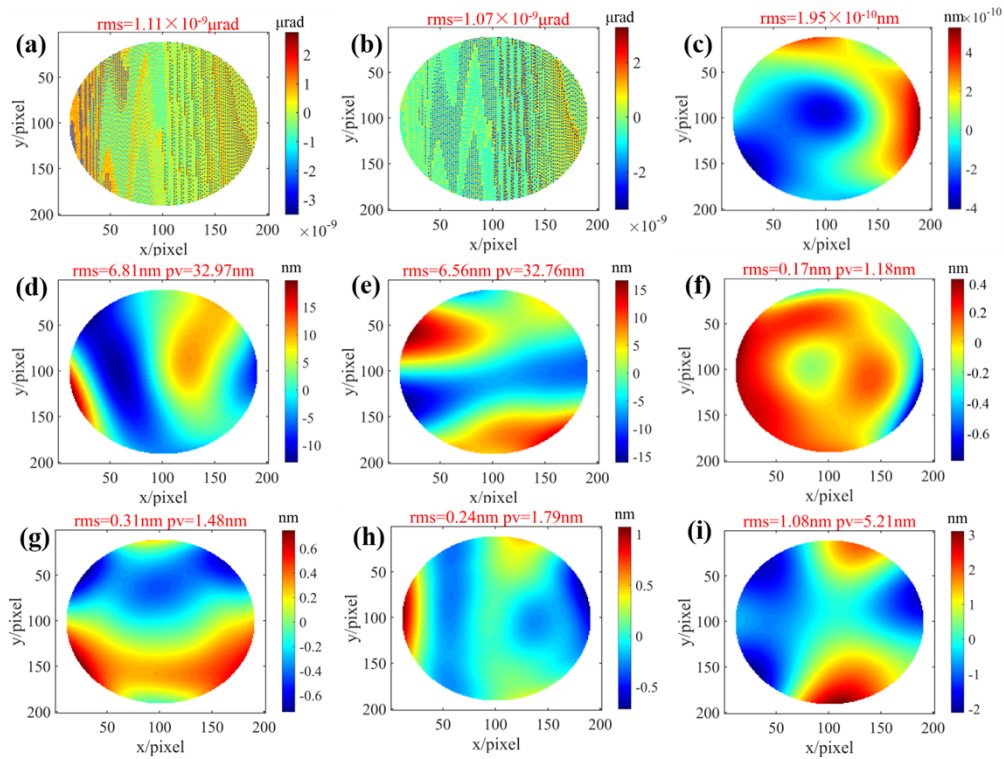 rms=1.11×10⁻⁹μrad
μrad
(a)
50
100
150
200
y/pixel
0 50 100 150 200
x/pixel
2
1
0
-1
-2
-3
×10⁻⁹
rms=1.07×10⁻⁹μrad
μrad
(b)
50
100
150
200
y/pixel
0 50 100 150 200
x/pixel
2
0
-2
×10⁻⁹
rms=1.95×10⁻¹⁰nm
nm×10⁻¹⁰
(c)
50
100
150
200
y/pixel
0 50 100 150 200
x/pixel
4
2
0
-2
-4
rms=6.81nm pv=32.97nm
nm
(d)
50
100
150
200
y/pixel
0 50 100 150 200
x/pixel
15
10
5
0
-5
-10
rms=6.56nm pv=32.76nm
nm
(e)
50
100
150
200
y/pixel
0 50 100 150 200
x/nixel
15
10
5
0
-5
-10
-15
rms=0.17nm pv=1.18nm
nm
(f)
50
100
150
200
y/pixel
0 50 100 150 200
x/pixel
0.4
0.2
0
-0.2
-0.4
-0.6
rms=0.31nm pv=1.48nm
nm
(g)
50
100
150
200
y/pixel
0 50 100 150 200
x/pixel
0.6
0.4
0.2
0
-0.2
-0.4
-0.6
rms=0.24nm pv=1.79nm
nm
(h)
50
100
150
200
y/pixel
0 50 100 150 200
x/pixel
1
0.5
0
-0.5
rms=1.08nm pv=5.21nm
nm
(i)
50
100
150
200
y/pixel
0 50 100 150 200
x/pixel
3
2
1
0
-1
-2